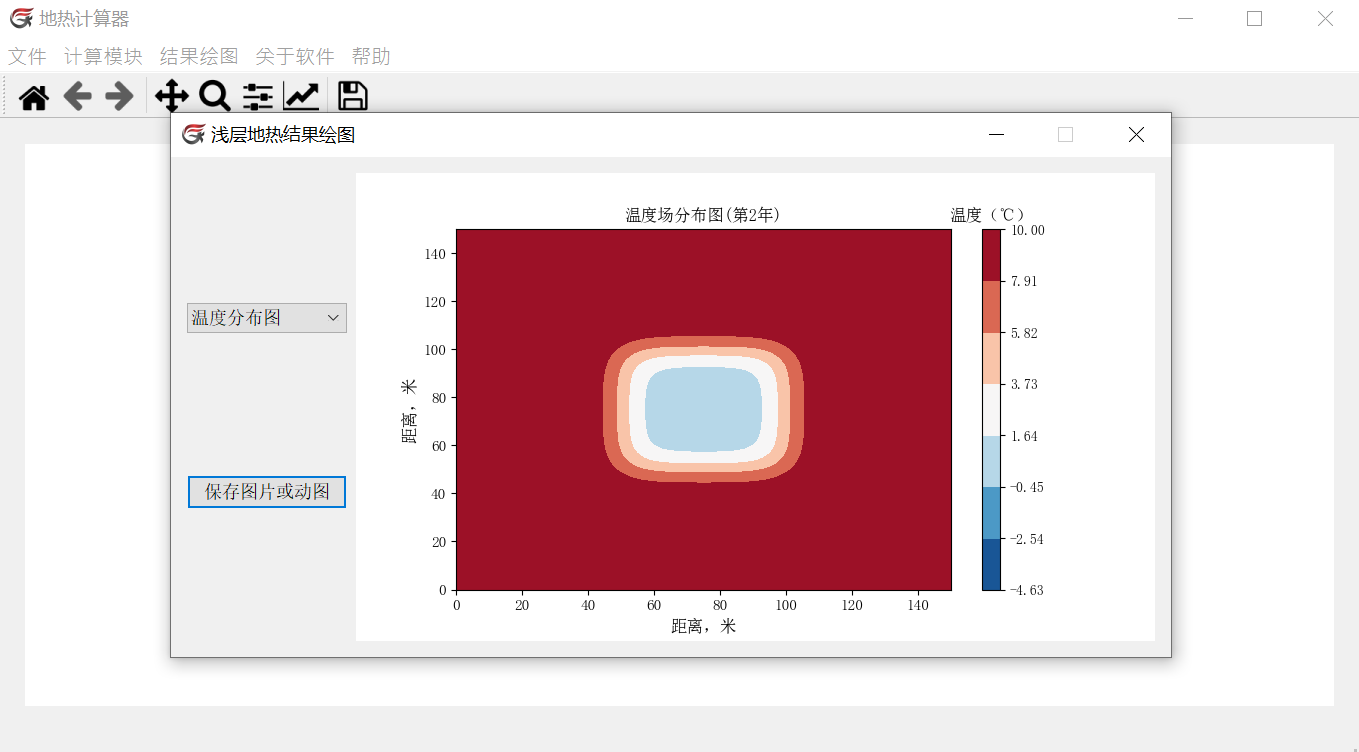 地热计算器
文件 计算模块 结果绘图 关于软件 帮助
浅层地热结果绘图
温度分布图
保存图片或动图
温度场分布图(第2年)
温度（℃）
距离，米
140
120
100
80
60
40
20
0
0 20 40 60 80 100 120 140
距离，米
10.00
7.91
5.82
3.73
1.64
-0.45
-2.54
-4.63